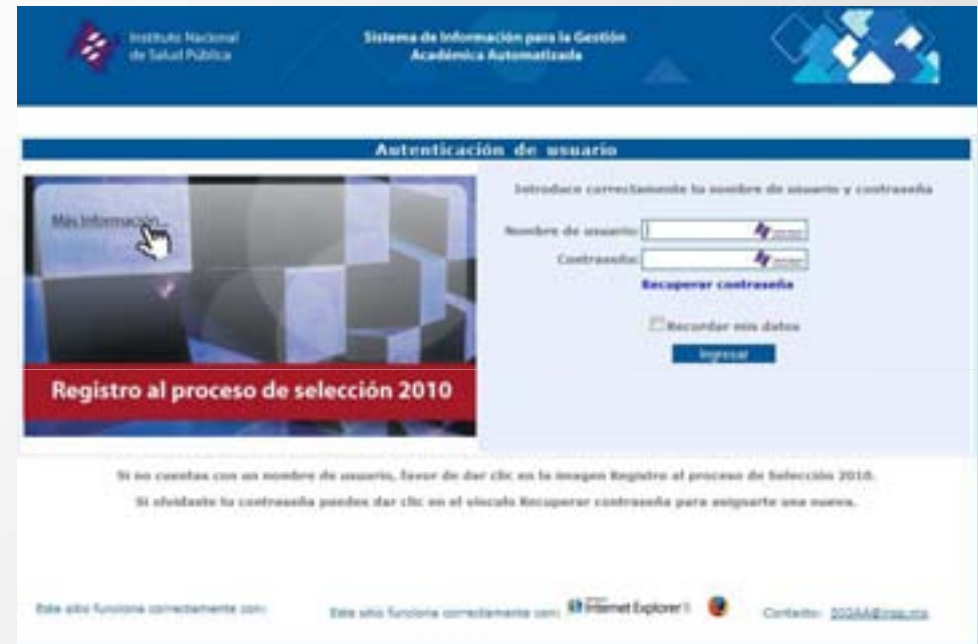 Instituto Nacional
de Salud Pública
Sistema de Información para la Gestión
Académica Automatizada
Autenticación de usuario
Más Información...
Registro al proceso de selección 2010
Introduce correctamente tu nombre de usuario y contraseña
Nombre de usuario:
Contraseña:
Recuperar contraseña
Recordar mis datos
Ingresar
Si no cuentas con un nombre de usuario, favor de dar clic en la imagen Registro al proceso de Selección 2010.
Si olvidaste tu contraseña puedes dar clic en el vínculo Recuperar contraseña para asignarte una nueva.
Este sitio funciona correctamente con:
Este sitio funciona correctamente con: Internet Explorer
Contacto: